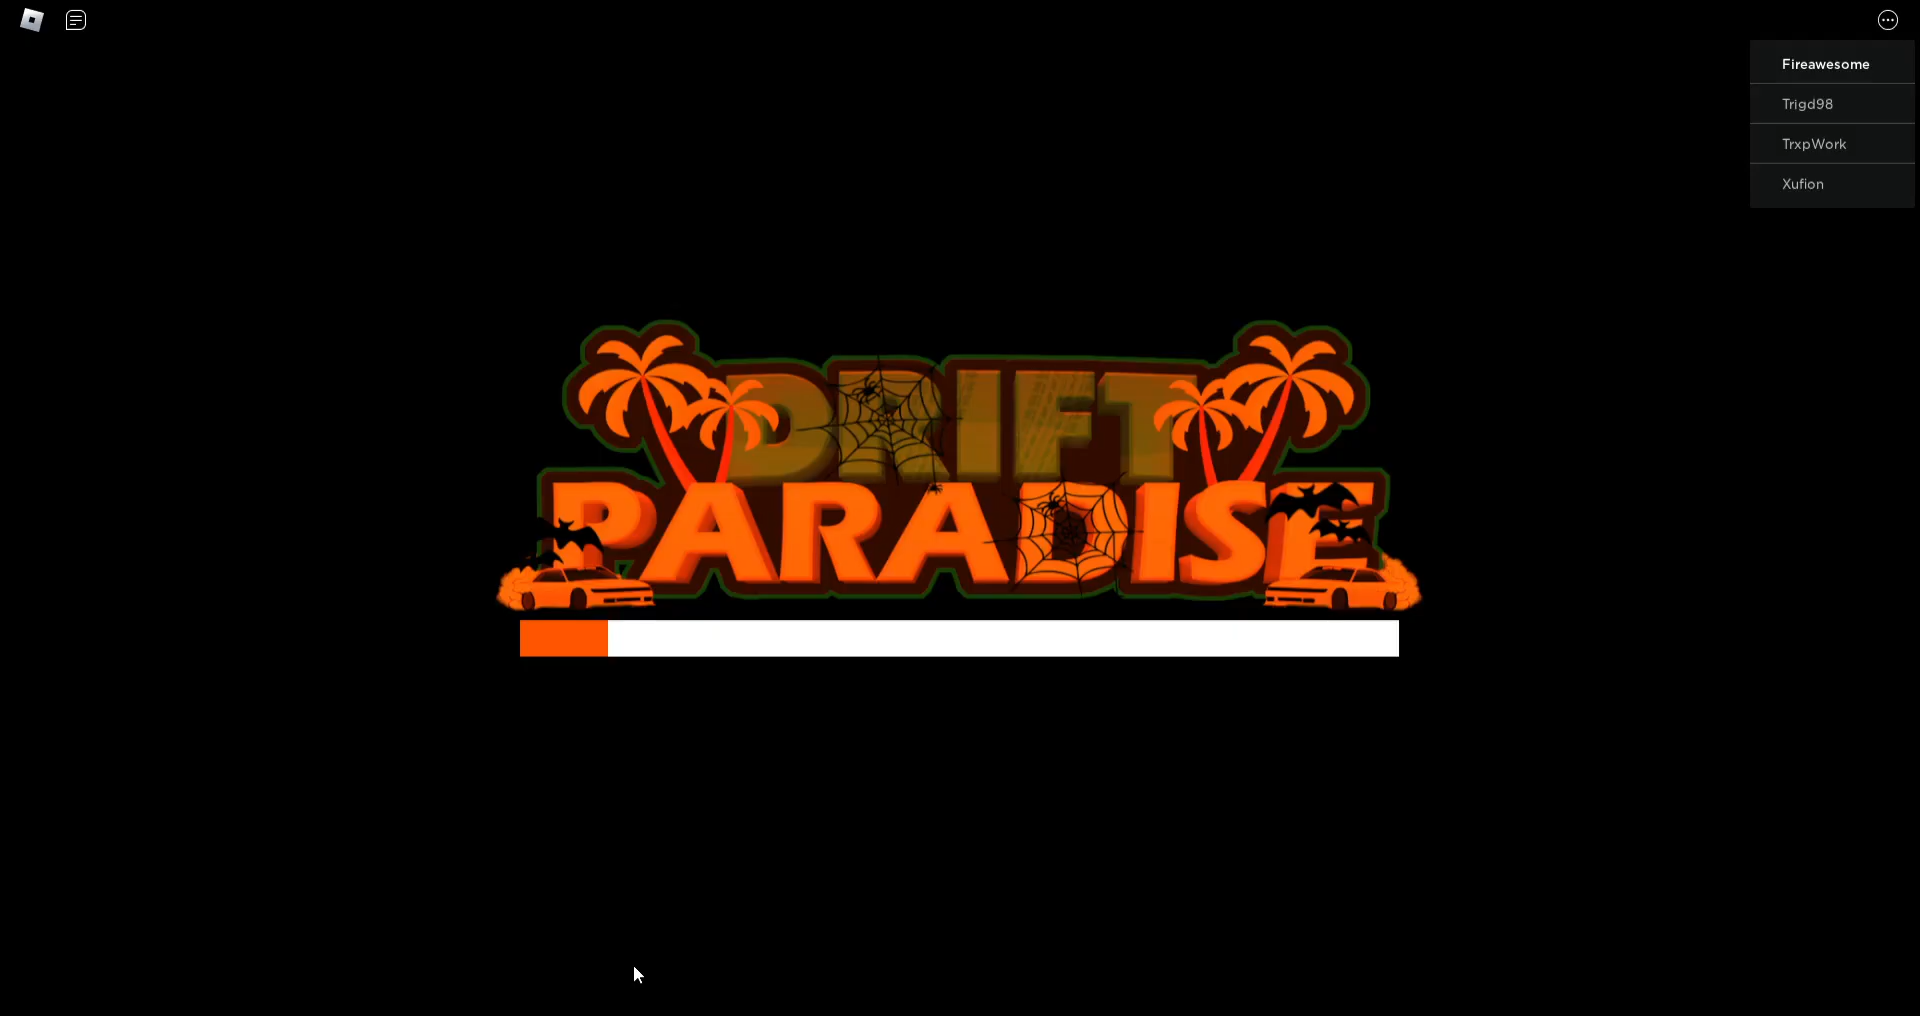 Fireawesome
Trigd98
TrxpWork
Xufion
DRIFT
PARADISE